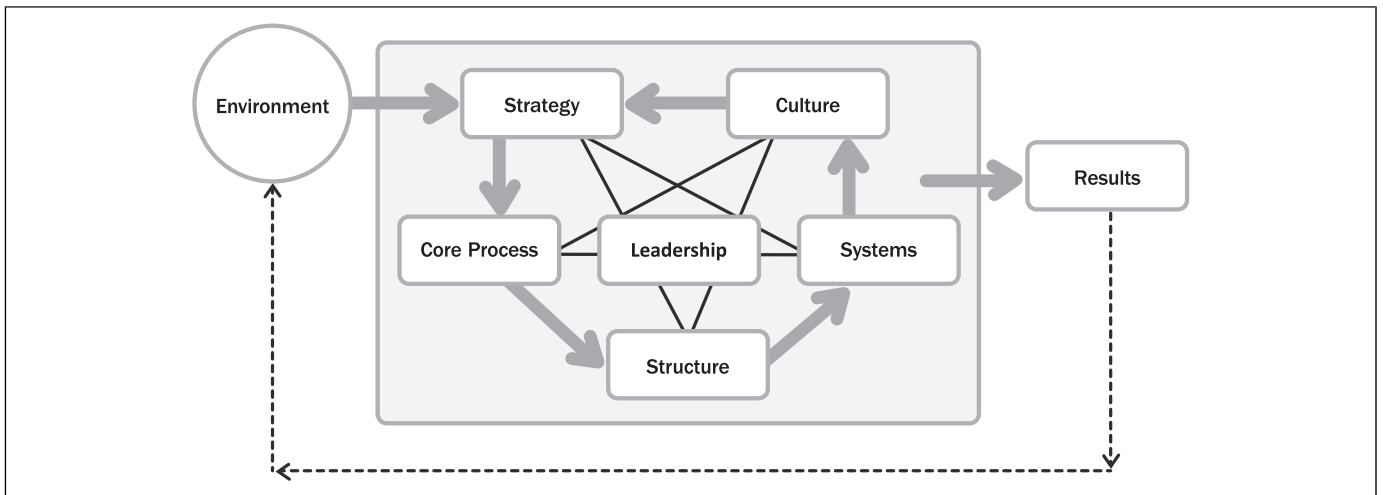 Environment
Strategy
Culture
Results
Core Process
Leadership
Systems
Structure